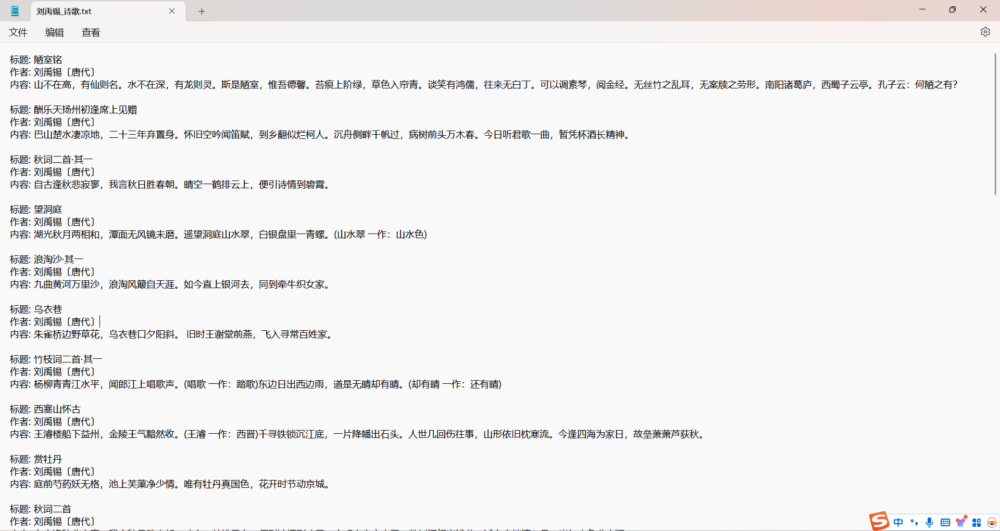 刘禹锡_诗歌.txt
文件 编辑 查看
标题: 陋室铭
作者: 刘禹锡〔唐代〕
内容: 山不在高，有仙则名。水不在深，有龙则灵。斯是陋室，惟吾德馨。苔痕上阶绿，草色入帘青。谈笑有鸿儒，往来无白丁。可以调素琴，阅金经。无丝竹之乱耳，无案牍之劳形。南阳诸葛庐，西蜀子云亭。孔子云：何陋之有？
标题: 酬乐天扬州初逢席上见赠
作者: 刘禹锡〔唐代〕
内容: 巴山楚水凄凉地，二十三年弃置身。怀旧空吟闻笛赋，到乡翻似烂柯人。沉舟侧畔千帆过，病树前头万木春。今日听君歌一曲，暂凭杯酒长精神。
标题: 秋词二首·其一
作者: 刘禹锡〔唐代〕
内容: 自古逢秋悲寂寥，我言秋日胜春朝。晴空一鹤排云上，便引诗情到碧霄。
标题: 望洞庭
作者: 刘禹锡〔唐代〕
内容: 湖光秋月两相和，潭面无风镜未磨。遥望洞庭山水翠，白银盘里一青螺。(山水翠 一作：山水色)
标题: 浪淘沙·其一
作者: 刘禹锡〔唐代〕
内容: 九曲黄河万里沙，浪淘风簸自天涯。如今直上银河去，同到牵牛织女家。
标题: 乌衣巷
作者: 刘禹锡〔唐代〕
内容: 朱雀桥边野草花，乌衣巷口夕阳斜。 旧时王谢堂前燕，飞入寻常百姓家。
标题: 竹枝词二首·其一
作者: 刘禹锡〔唐代〕
内容: 杨柳青青江水平，闻郎江上唱歌声。(唱歌 一作：踏歌)东边日出西边雨，道是无晴却有晴。(却有晴 一作：还有晴)
标题: 西塞山怀古
作者: 刘禹锡〔唐代〕
内容: 王濬楼船下益州，金陵王气黯然收。(王濬 一作：西晋)千寻铁锁沉江底，一片降幡出石头。人世几回伤往事，山形依旧枕寒流。今逢四海为家日，故垒萧萧芦荻秋。
标题: 赏牡丹
作者: 刘禹锡〔唐代〕
内容: 庭前芍药妖无格，池上芙蕖净少情。唯有牡丹真国色，花开时节动京城。
标题: 秋词二首
作者: 刘禹锡〔唐代〕
中